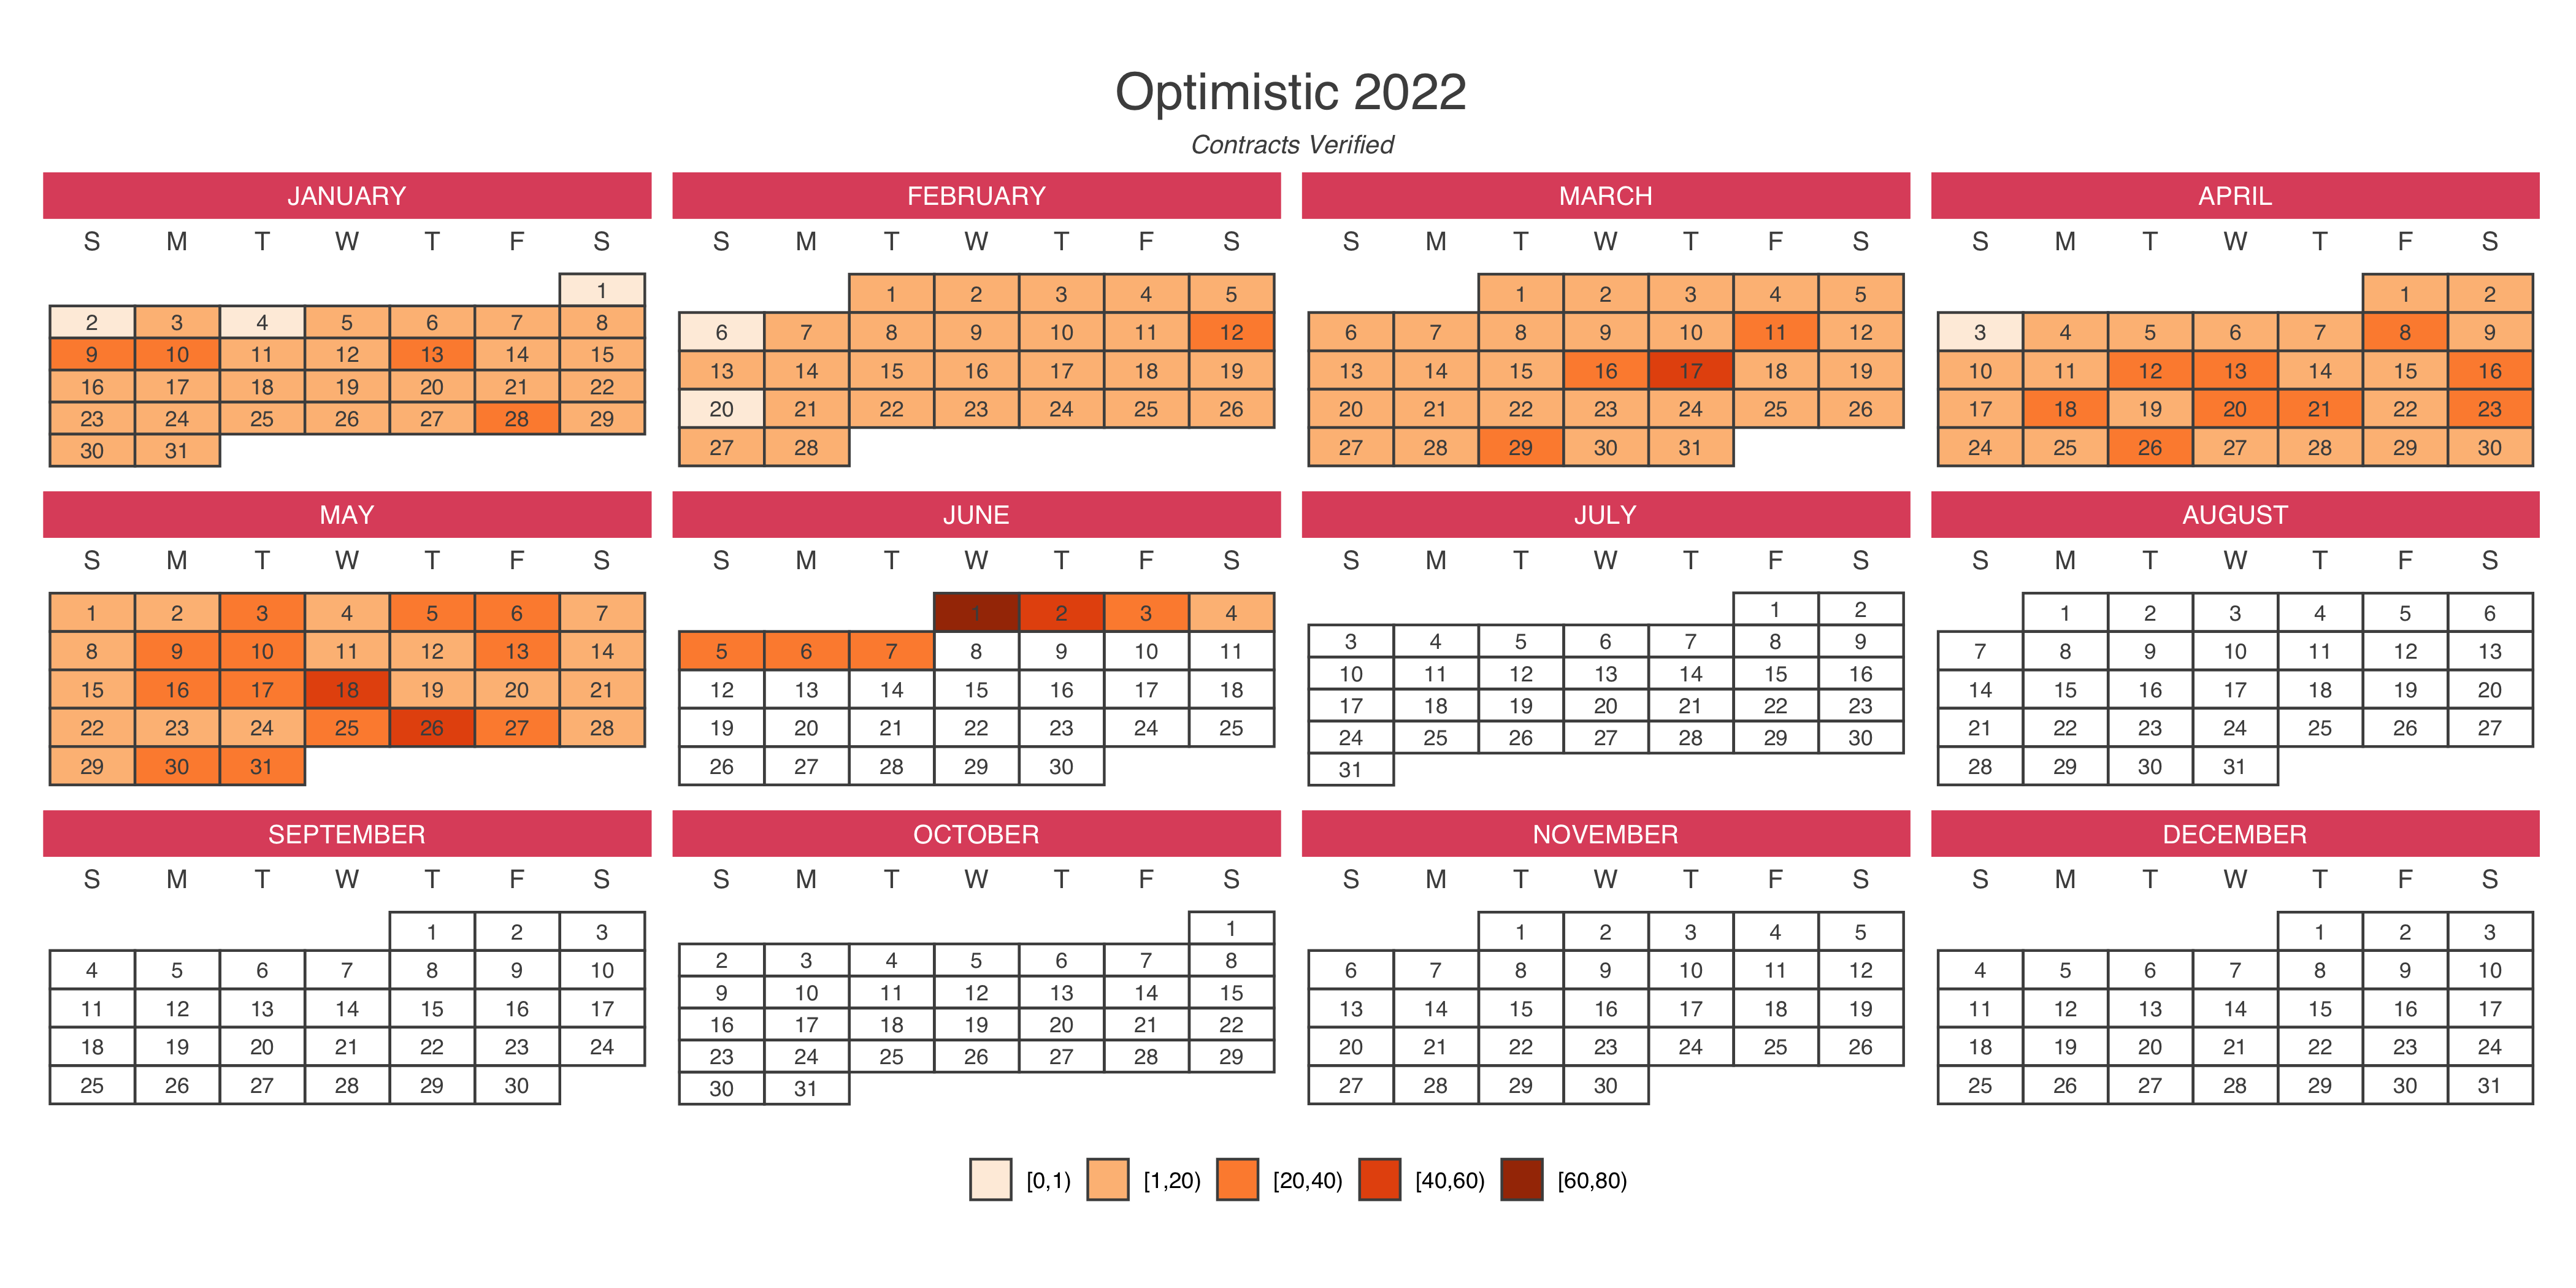 Optimistic 2022
Contracts Verified
JANUARY FEBRUARY MARCH APRIL
S M T W T F S S M T W T F S S M T W T F S S M T W T F S
1 1 2 3 4 5 1 2 3 4 5 1 2
2 3 4 5 6 7 8 6 7 8 9 10 11 12 6 7 8 9 10 11 12 3 4 5 6 7 8 9
9 10 11 12 13 14 15 13 14 15 16 17 18 19 13 14 15 16 17 18 19 10 11 12 13 14 15 16
16 17 18 19 20 21 22 20 21 22 23 24 25 26 20 21 22 23 24 25 26 17 18 19 20 21 22 23
23 24 25 26 27 28 29 27 28 27 28 29 30 31 24 25 26 27 28 29 30
30 31
MAY JUNE JULY AUGUST
S M T W T F S S M T W T F S S M T W T F S S M T W T F S
1 2 3 4 5 6 7 1 2 3 4 1 2 1 2 3 4 5 6
8 9 10 11 12 13 14 5 6 7 8 9 10 11 3 4 5 6 7 8 9 7 8 9 10 11 12 13
15 16 17 18 19 20 21 12 13 14 15 16 17 18 10 11 12 13 14 15 16 14 15 16 17 18 19 20
22 23 24 25 26 27 28 19 20 21 22 23 24 25 17 18 19 20 21 22 23 21 22 23 24 25 26 27
29 30 31 26 27 28 29 30 24 25 26 27 28 29 30 28 29 30 31
31
SEPTEMBER OCTOBER NOVEMBER DECEMBER
S M T W T F S S M T W T F S S M T W T F S S M T W T F S
1 2 3 1 1 2 3 4 5 1 2 3
4 5 6 7 8 9 10 2 3 4 5 6 7 8 6 7 8 9 10 11 12 4 5 6 7 8 9 10
11 12 13 14 15 16 17 9 10 11 12 13 14 15 13 14 15 16 17 18 19 11 12 13 14 15 16 17
18 19 20 21 22 23 24 16 17 18 19 20 21 22 20 21 22 23 24 25 26 18 19 20 21 22 23 24
25 26 27 28 29 30 23 24 25 26 27 28 29 27 28 29 30 25 26 27 28 29 30 31
30 31
[0,1) [1,20) [20,40) [40,60) [60,80)